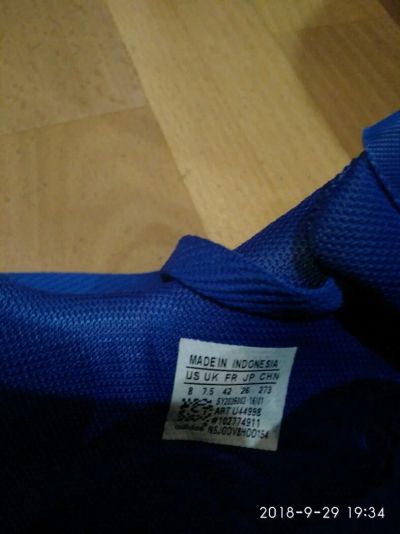 MADE IN INDONESIA
US UK FR JP CHN
8 7.5 42 26 273
ART U44998
#102774911
2018-9-29 19:34